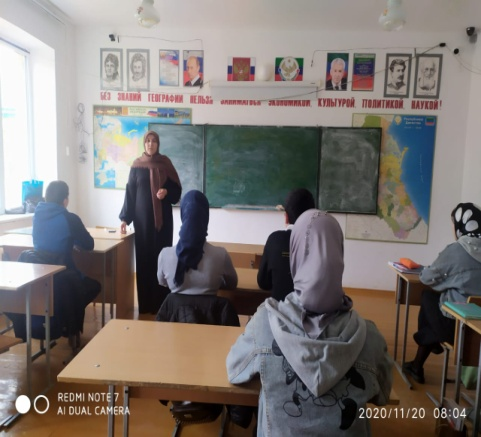 БЕЗ ЗНАНИЙ ГЕОГРАФИИ НЕЛЬЗЯ ЗАНИМАТЬСЯ ЭКОНОМИКОЙ, КУЛЬТУРОЙ, ПОЛИТИКОЙ, НАУКОЙ!
REDMI NOTE 7
AI DUAL CAMERA
2020/11/20 08:04